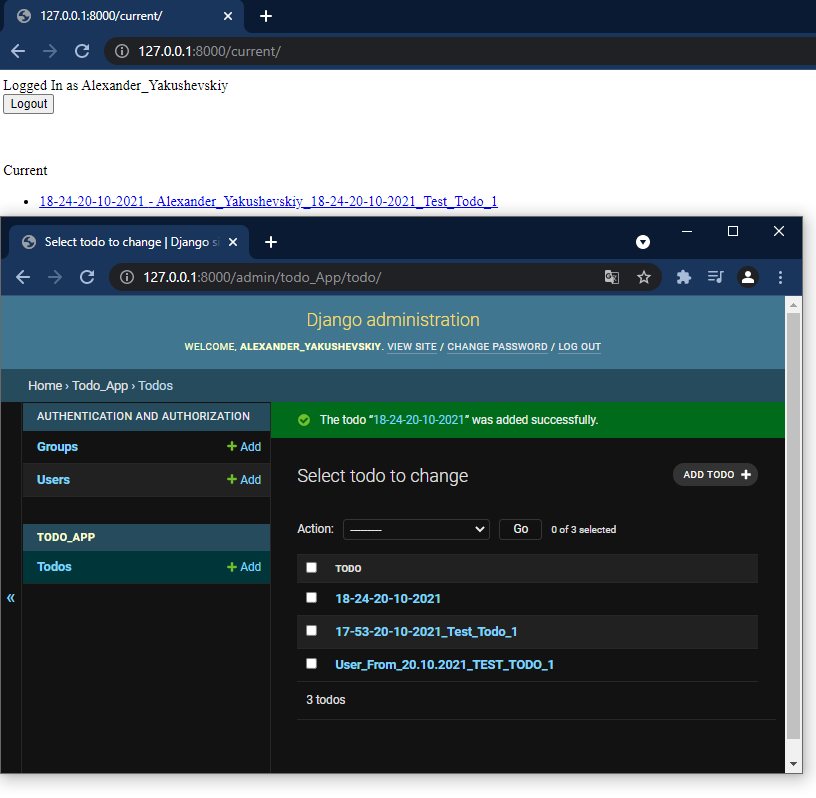 127.0.0.1:8000/current/
127.0.0.1:8000/current/
Logged In as Alexander_Yakushevskiy
Logout
Current
18-24-20-10-2021 - Alexander_Yakushevskiy_18-24-20-10-2021_Test_Todo_1
Select todo to change | Django si
127.0.0.1:8000/admin/todo_App/todo/
Django administration
WELCOME, ALEXANDER_YAKUSHEVSKIY. VIEW SITE / CHANGE PASSWORD / LOG OUT
Home › Todo_App › Todos
AUTHENTICATION AND AUTHORIZATION
Groups + Add
Users + Add
TODO_APP
Todos + Add
«
The todo “18-24-20-10-2021” was added successfully.
Select todo to change
ADD TODO +
Action: --------- Go 0 of 3 selected
TODO
18-24-20-10-2021
17-53-20-10-2021_Test_Todo_1
User_From_20.10.2021_TEST_TODO_1
3 todos